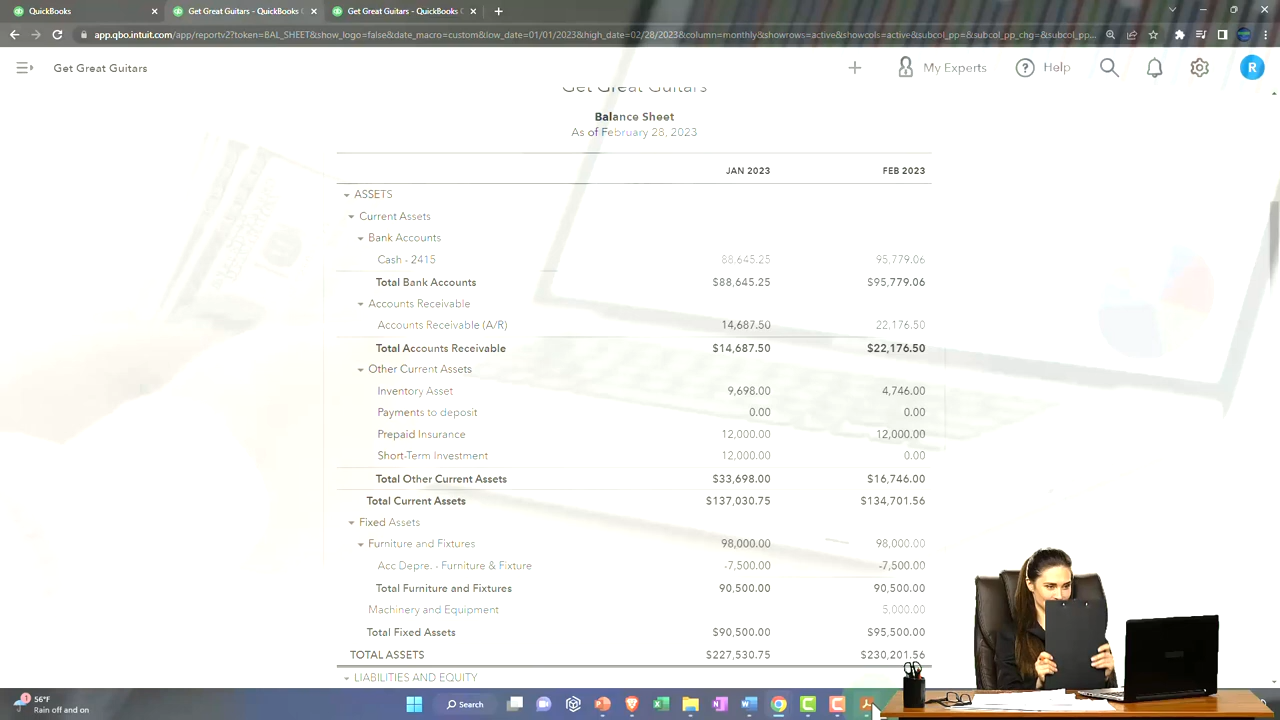 QuickBooks
Get Great Guitars - QuickBooks C
Get Great Guitars - QuickBooks C
app.qbo.intuit.com/app/reportv2?token=BAL_SHEET&show_logo=false&date_macro=custom&low_date=01/01/2023&high_date=02/28/2023&column=monthly&showrows=active&showcols=active&subcol_pp=&subcol_pp_chg=&subcol_pp...
Get Great Guitars
My Experts
Help
R
Get Great Guitars
Balance Sheet
As of February 28, 2023
JAN 2023 FEB 2023
ASSETS
Current Assets
Bank Accounts
Cash - 2415 88,645.25 95,779.06
Total Bank Accounts $88,645.25 $95,779.06
Accounts Receivable
Accounts Receivable (A/R) 14,687.50 22,176.50
Total Accounts Receivable $14,687.50 $22,176.50
Other Current Assets
Inventory Asset 9,698.00 4,746.00
Payments to deposit 0.00 0.00
Prepaid Insurance 12,000.00 12,000.00
Short-Term Investment 12,000.00 0.00
Total Other Current Assets $33,698.00 $16,746.00
Total Current Assets $137,030.75 $134,701.56
Fixed Assets
Furniture and Fixtures 98,000.00 98,000.00
Acc Depre. - Furniture & Fixture -7,500.00 -7,500.00
Total Furniture and Fixtures 90,500.00 90,500.00
Machinery and Equipment 5,000.00
Total Fixed Assets $90,500.00 $95,500.00
TOTAL ASSETS $227,530.75 $230,201.56
LIABILITIES AND EQUITY
1
56°F
Rain off and on
Search